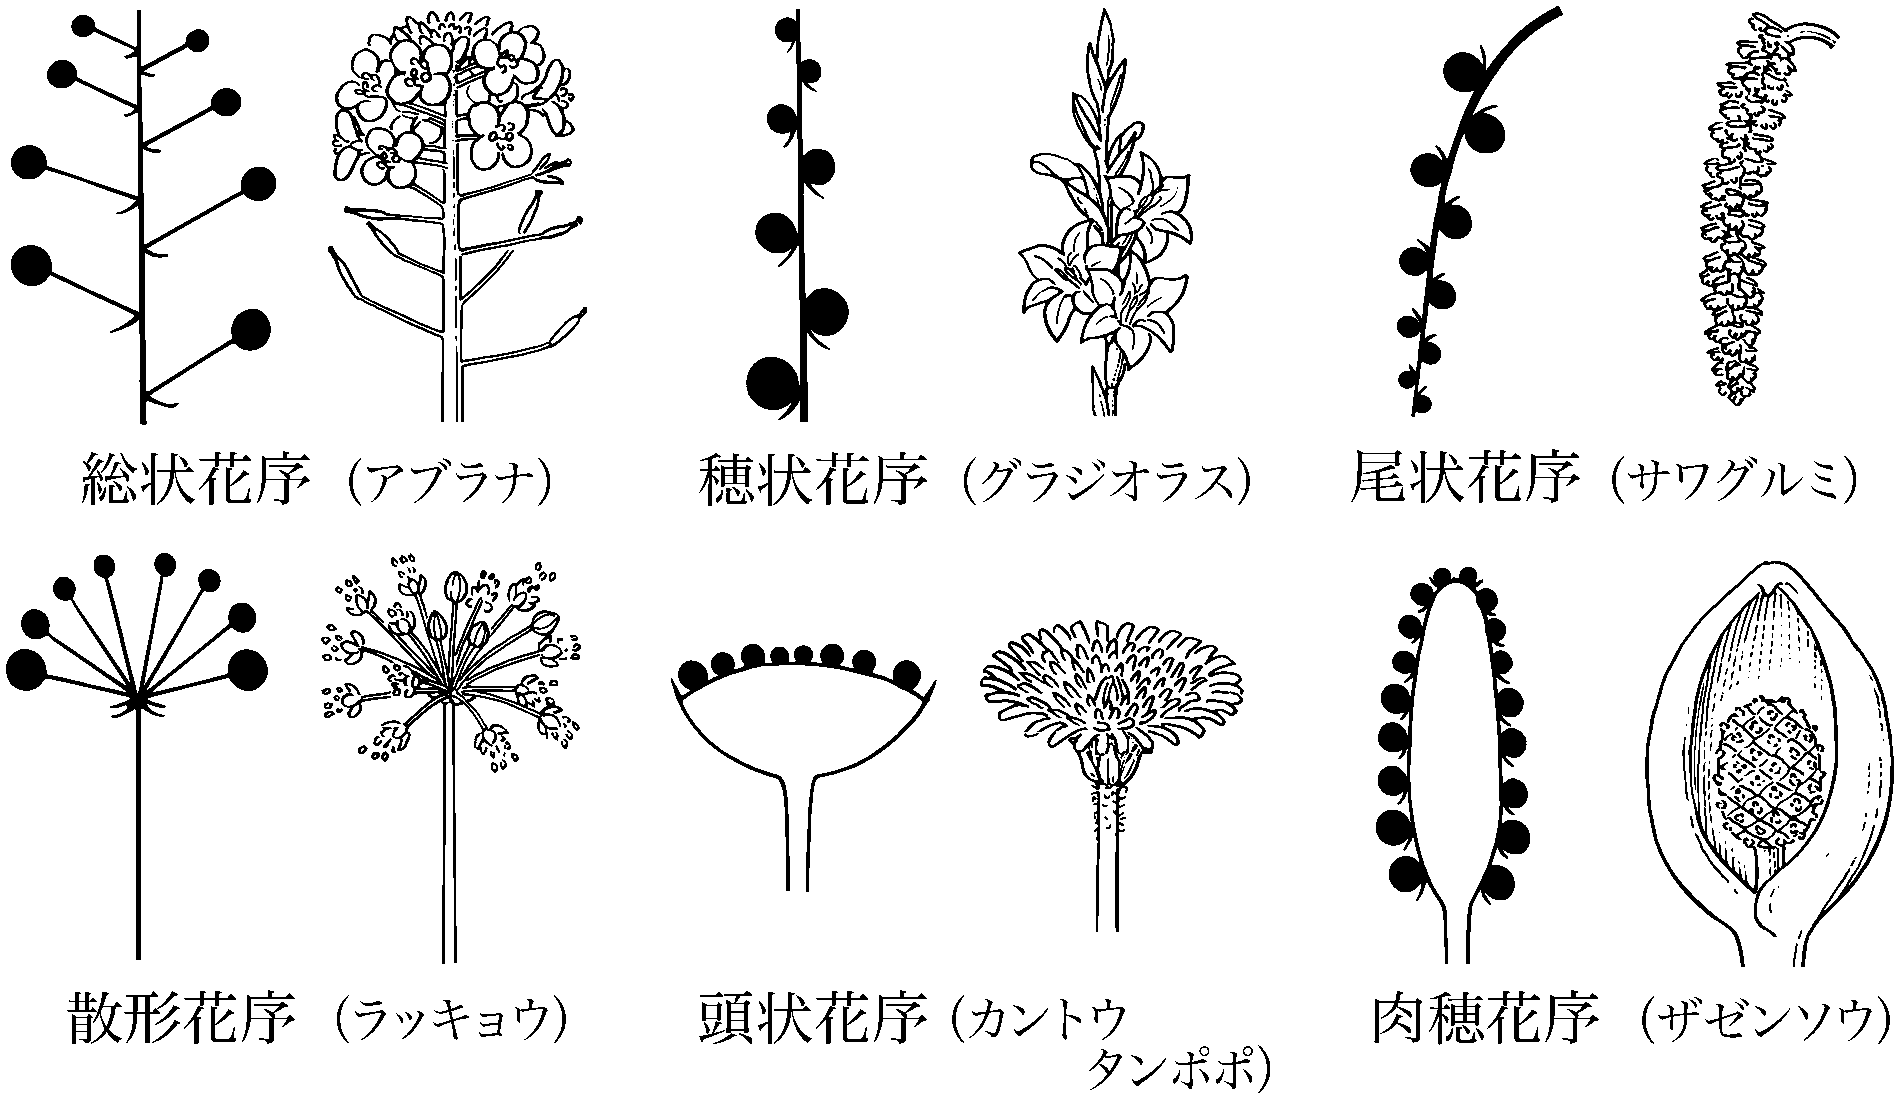 総状花序 (アブラナ)
穂状花序 (グラジオラス)
尾状花序 (サワグルミ)
散形花序 (ラッキョウ)
頭状花序 (カントウ
タンポポ)
肉穂花序 (ザゼンソウ)